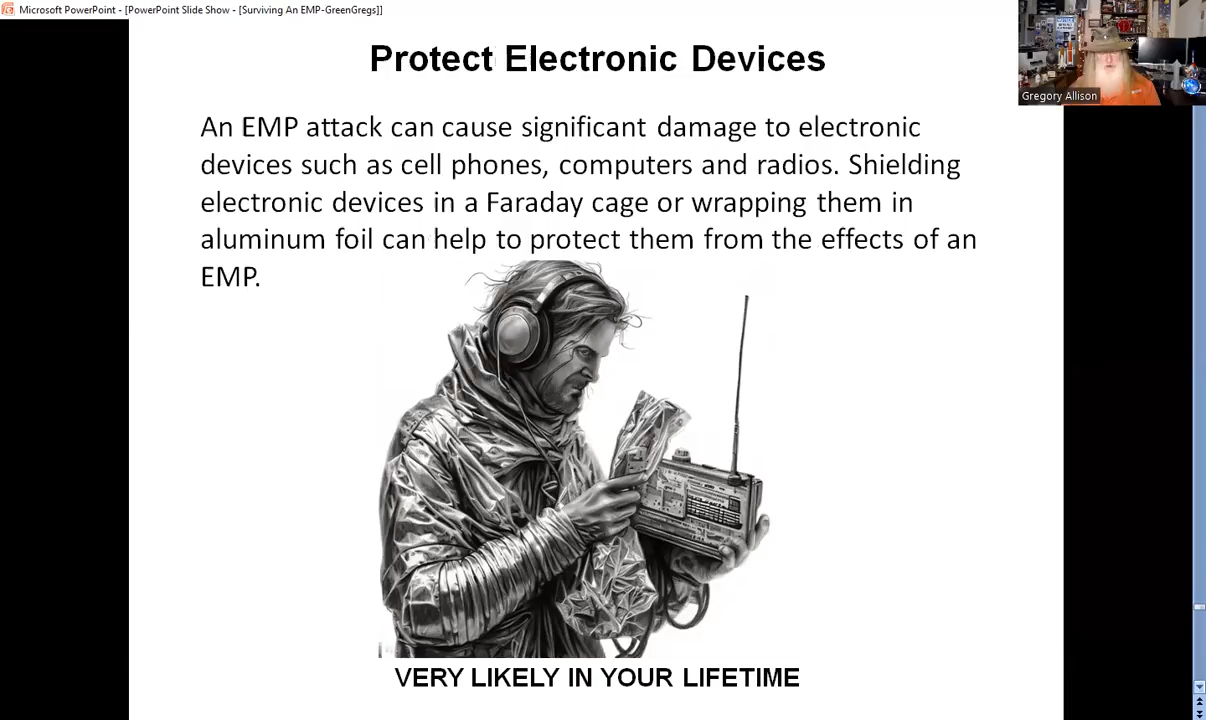 Microsoft PowerPoint - [PowerPoint Slide Show - [Surviving An EMP-GreenGregs]]
Protect Electronic Devices
Gregory Allison
An EMP attack can cause significant damage to electronic
devices such as cell phones, computers and radios. Shielding
electronic devices in a Faraday cage or wrapping them in
aluminum foil can help to protect them from the effects of an
EMP.
VERY LIKELY IN YOUR LIFETIME